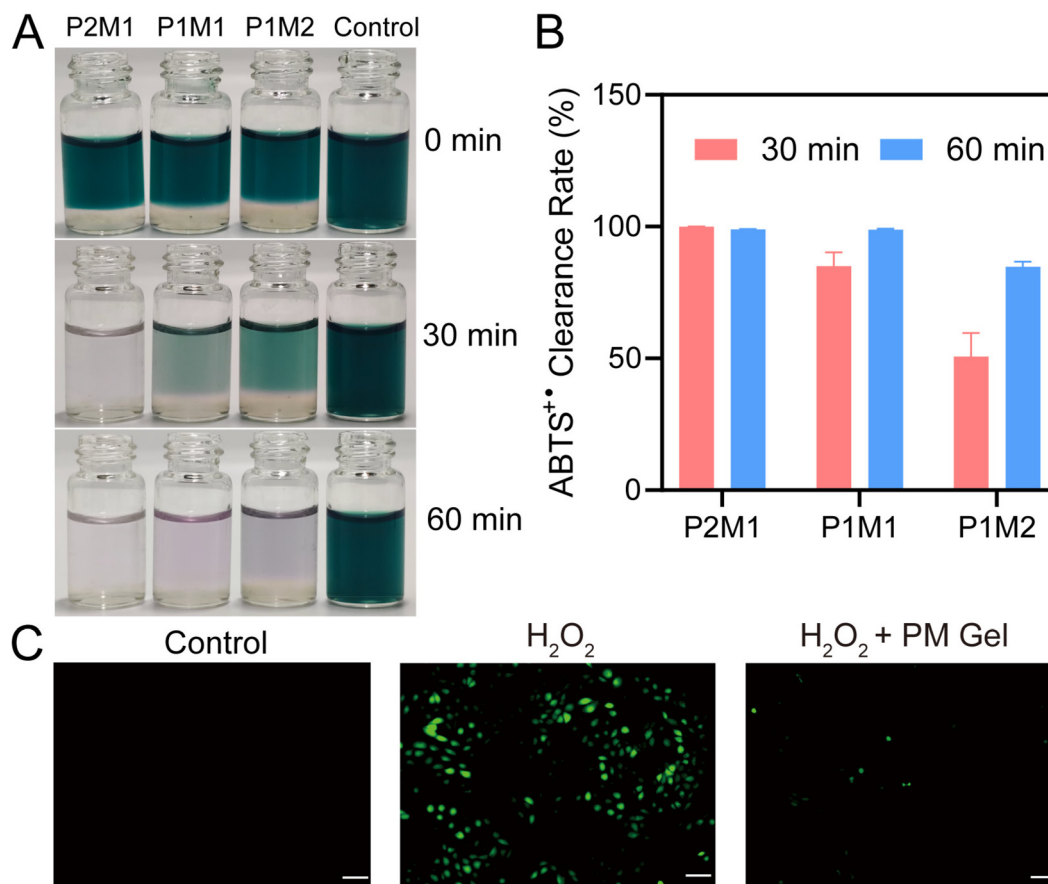 A
P2M1 P1M1 P1M2 Control
0 min
30 min
60 min
B
ABTS⁺• Clearance Rate (%)
150
100
50
0
30 min 60 min
P2M1 P1M1 P1M2
C
Control H₂O₂ H₂O₂ + PM Gel